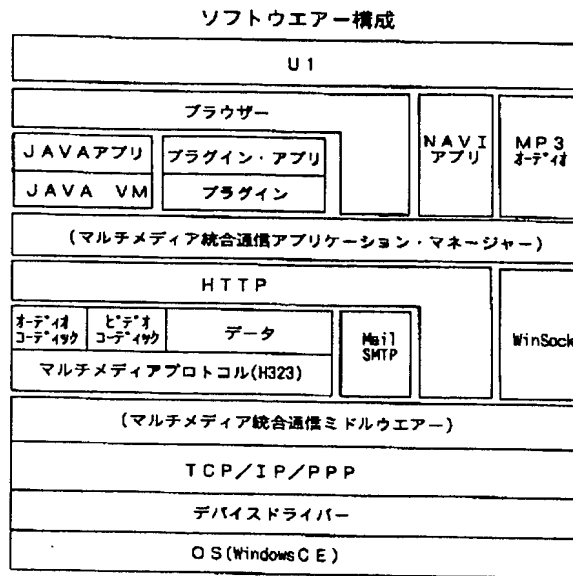 ソフトウエアー構成
U1
ブラウザー
JAVAアプリ
JAVA VM
プラグイン・アプリ
プラグイン
NAVI
アプリ
MP3
オーディオ
(マルチメディア統合通信アプリケーション・マネージャー)
HTTP
オーディオ
コーディック
ビデオ
コーディック
データ
マルチメディアプロトコル(H323)
Mail
SMTP
WinSock
(マルチメディア統合通信ミドルウエアー)
TCP/IP/PPP
デバイスドライバー
OS(WindowsCE)